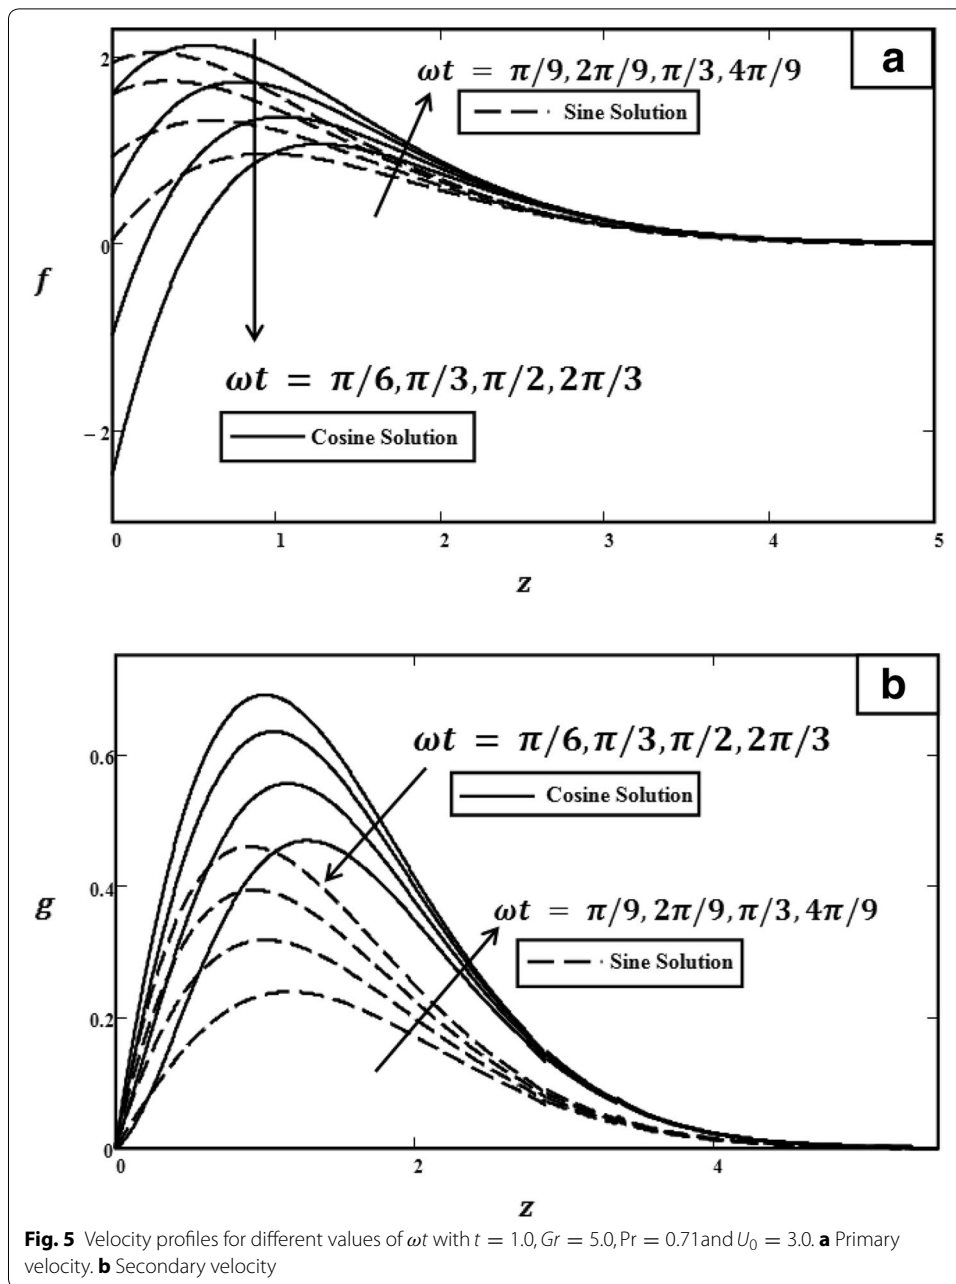 a
2
ωt = π/9, 2π/9, π/3, 4π/9
Sine Solution
0
f
ωt = π/6, π/3, π/2, 2π/3
Cosine Solution
−2
0 1 2 3 4 5
z
b
ωt = π/6, π/3, π/2, 2π/3
0.6
Cosine Solution
0.4
g
ωt = π/9, 2π/9, π/3, 4π/9
Sine Solution
0.2
0
0 2 4
z
Fig. 5 Velocity profiles for different values of ωt with t = 1.0, Gr = 5.0, Pr = 0.71and U₀ = 3.0. a Primary
velocity. b Secondary velocity